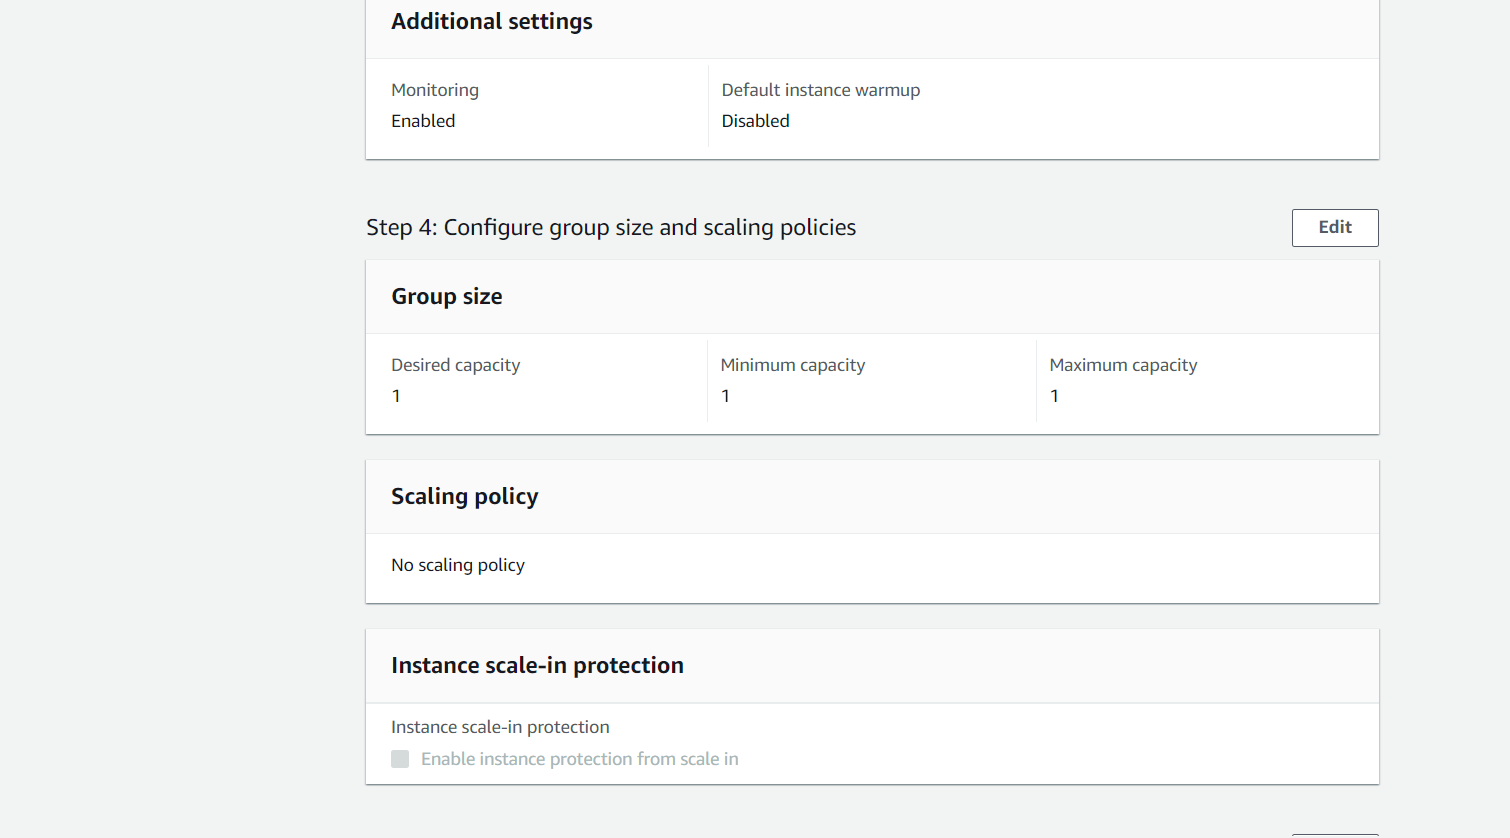 Additional settings
Monitoring
Enabled
Default instance warmup
Disabled
Step 4: Configure group size and scaling policies
Edit
Group size
Desired capacity
1
Minimum capacity
1
Maximum capacity
1
Scaling policy
No scaling policy
Instance scale-in protection
Instance scale-in protection
Enable instance protection from scale in